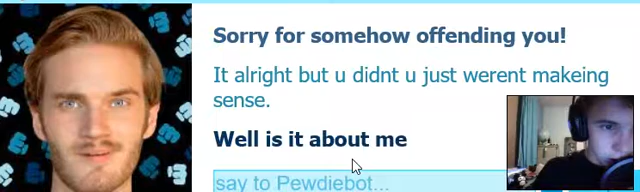 Sorry for somehow offending you!
It alright but u didnt u just werent makeing
sense.
Well is it about me
say to Pewdiebot...